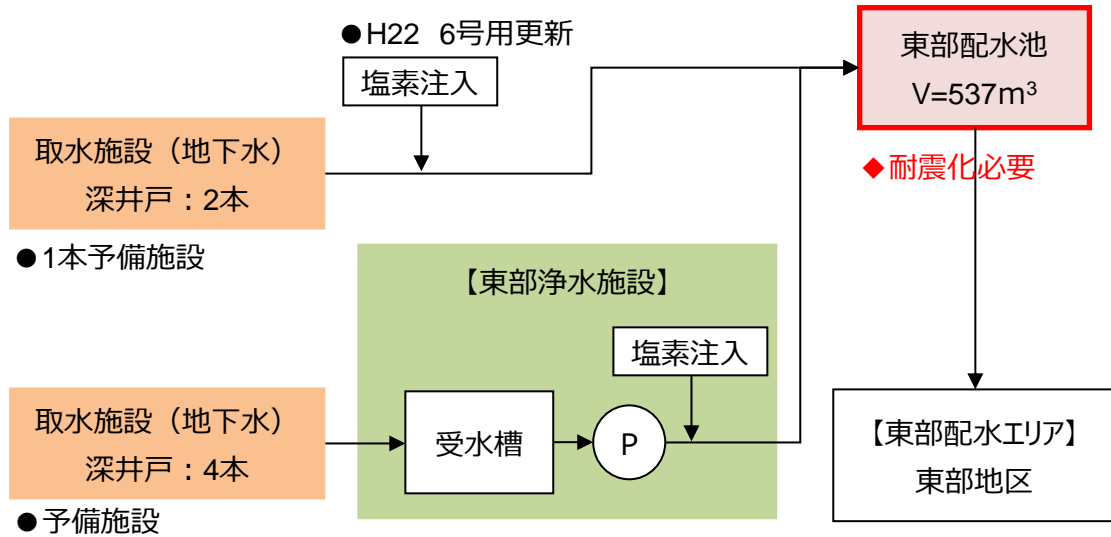 ●H22 6号用更新
塩素注入
東部配水池
V=537m³
◆耐震化必要
取水施設（地下水）
深井戸：2本
●1本予備施設
【東部浄水施設】
塩素注入
取水施設（地下水）
深井戸：4本
●予備施設
受水槽
P
【東部配水エリア】
東部地区